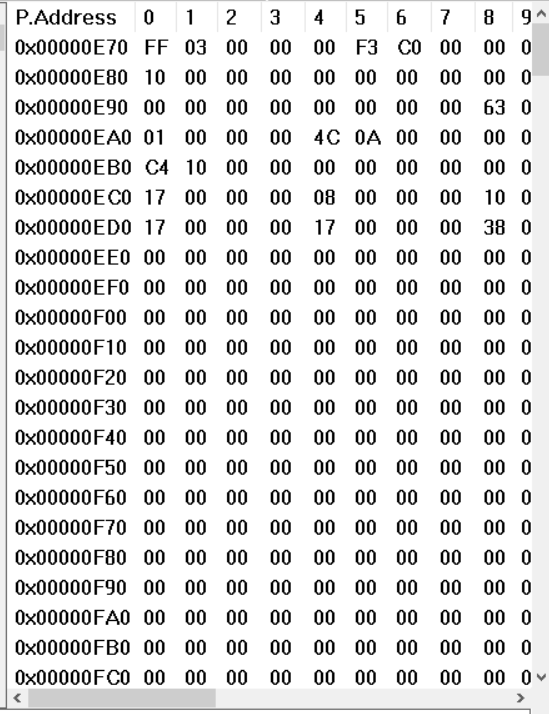 P.Address 0 1 2 3 4 5 6 7 8 9
0x00000E70 FF 03 00 00 00 F3 C0 00 00 0
0x00000E80 10 00 00 00 00 00 00 00 00 0
0x00000E90 00 00 00 00 00 00 00 00 63 0
0x00000EA0 01 00 00 00 4C 0A 00 00 00 0
0x00000EB0 C4 10 00 00 00 00 00 00 00 0
0x00000EC0 17 00 00 00 08 00 00 00 10 0
0x00000ED0 17 00 00 00 17 00 00 00 38 0
0x00000EE0 00 00 00 00 00 00 00 00 00 0
0x00000EF0 00 00 00 00 00 00 00 00 00 0
0x00000F00 00 00 00 00 00 00 00 00 00 0
0x00000F10 00 00 00 00 00 00 00 00 00 0
0x00000F20 00 00 00 00 00 00 00 00 00 0
0x00000F30 00 00 00 00 00 00 00 00 00 0
0x00000F40 00 00 00 00 00 00 00 00 00 0
0x00000F50 00 00 00 00 00 00 00 00 00 0
0x00000F60 00 00 00 00 00 00 00 00 00 0
0x00000F70 00 00 00 00 00 00 00 00 00 0
0x00000F80 00 00 00 00 00 00 00 00 00 0
0x00000F90 00 00 00 00 00 00 00 00 00 0
0x00000FA0 00 00 00 00 00 00 00 00 00 0
0x00000FB0 00 00 00 00 00 00 00 00 00 0
0x00000FC0 00 00 00 00 00 00 00 00 00 0